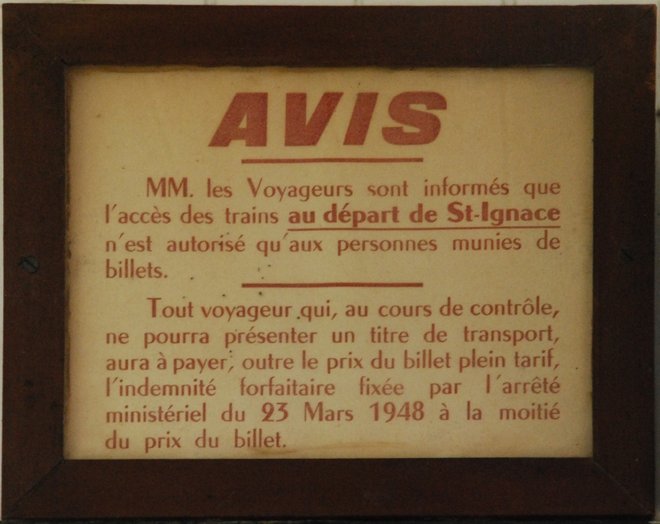 AVIS
MM. les Voyageurs sont informés que
l'accès des trains au départ de St-Ignace
n'est autorisé qu'aux personnes munies de
billets.
Tout voyageur qui, au cours de contrôle,
ne pourra présenter un titre de transport,
aura à payer, outre le prix du billet plein tarif,
l'indemnité forfaitaire fixée par l'arrêté
ministériel du 23 Mars 1948 à la moitié
du prix du billet.